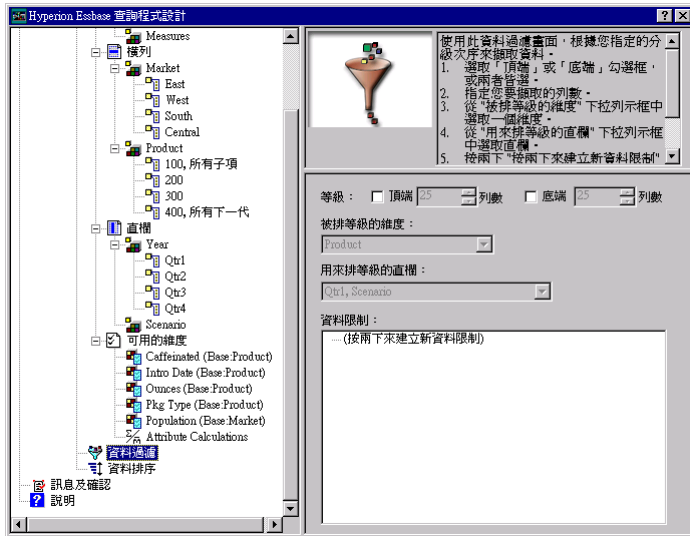 Hyperion Essbase 查詢程式設計
Measures
橫列
Market
East
West
South
Central
Product
100, 所有子項
200
300
400, 所有下一代
直欄
Year
Qtr1
Qtr2
Qtr3
Qtr4
Scenario
可用的維度
Caffeinated (Base:Product)
Intro Date (Base:Product)
Ounces (Base:Product)
Pkg Type (Base:Product)
Population (Base:Market)
Attribute Calculations
資料過濾
資料排序
訊息及確認
說明
使用此資料過濾畫面，根據您指定的分
級次序來擷取資料。
1. 選取「頂端」或「底端」勾選框，
或兩者皆選。
2. 指定您要擷取的列數。
3. 從 "被排等級的維度" 下拉列示框中
選取一個維度。
4. 從 "用來排等級的直欄" 下拉列示框
中選取直欄。
5. 按兩下 "按兩下來建立新資料限制"
等級： 頂端 25 列數 底端 25 列數
被排等級的維度：
Product
用來排等級的直欄：
Qtr1, Scenario
資料限制：
(按兩下來建立新資料限制)